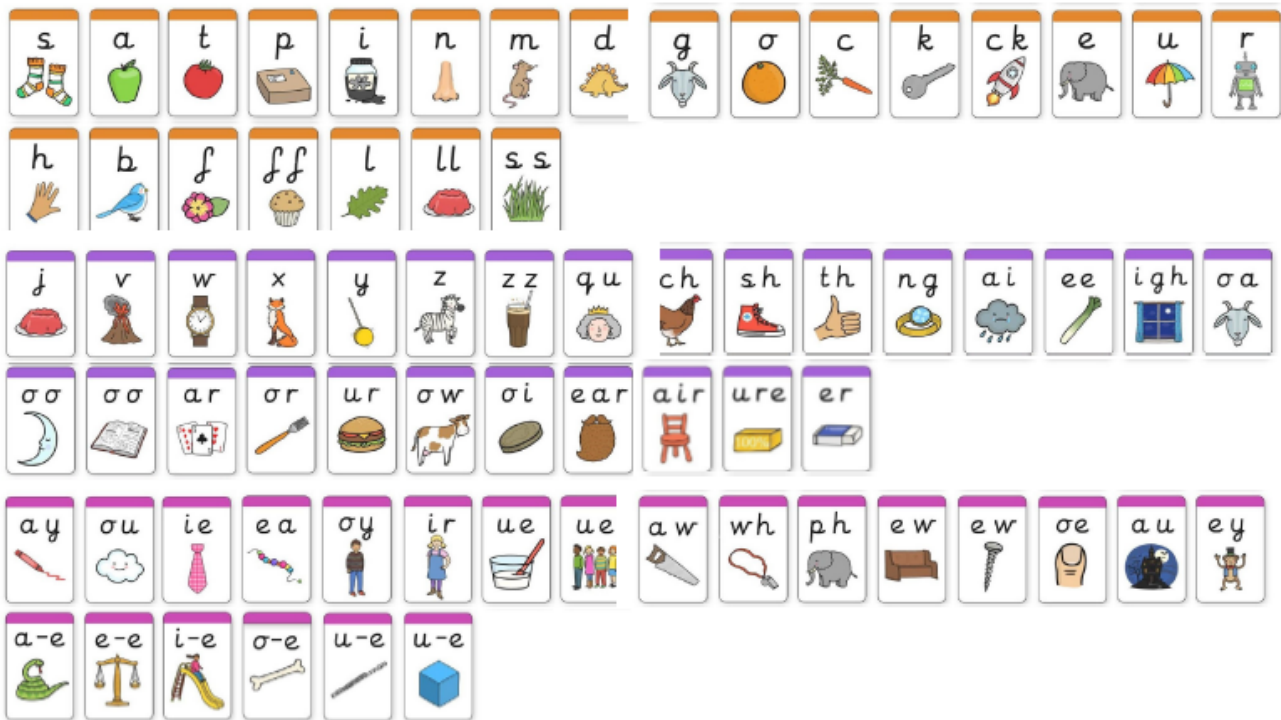 s a t p i n m d g o c k ck e u r
h b f ff l ll ss
j v w x y z zz qu ch sh th ng ai ee igh oa
oo oo ar or ur ow oi ear air ure er
100%
ay ou ie ea oy ir ue ue aw wh ph ew ew oe au ey
a-e e-e i-e o-e u-e u-e